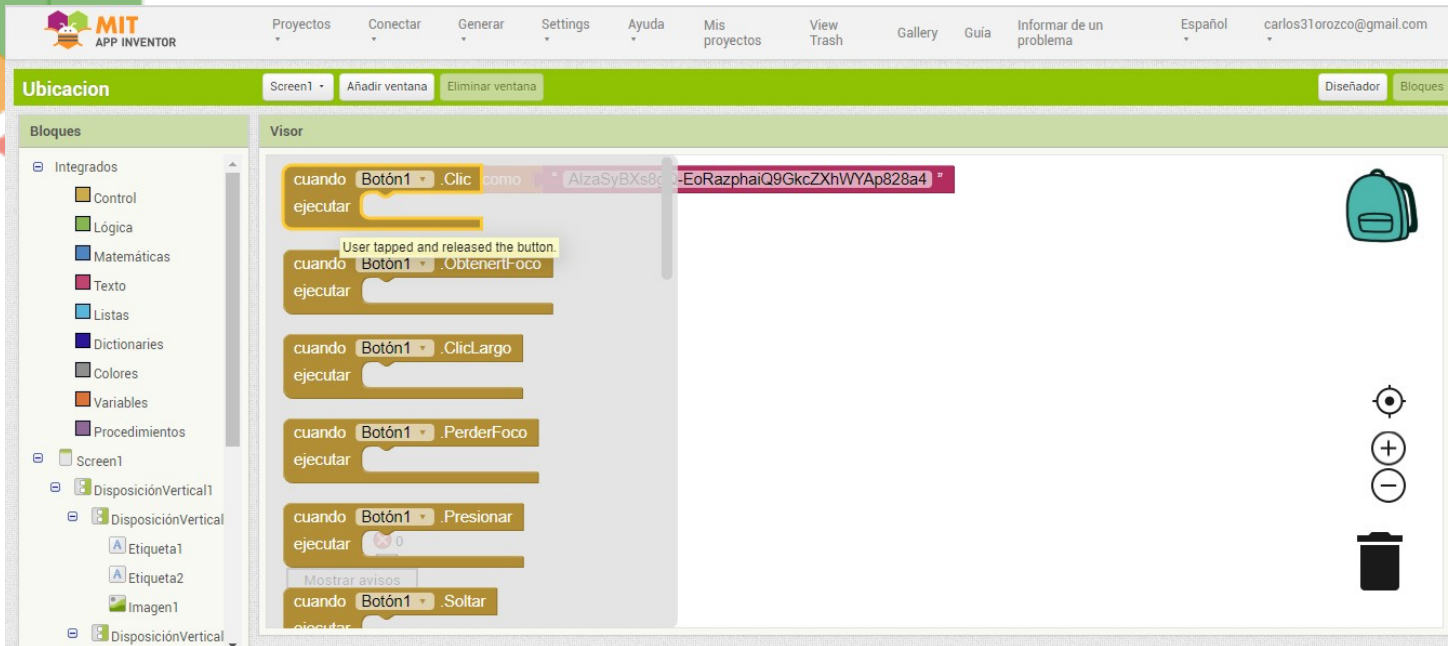 MIT
APP INVENTOR
Proyectos Conectar Generar Settings Ayuda Mis proyectos View Trash Gallery Guía Informar de un problema Español carlos31orozco@gmail.com
Ubicacion Screen1 Añadir ventana Eliminar ventana Diseñador Bloques
Bloques Visor
Integrados
Control
Lógica
Matemáticas
Texto
Listas
Dictionaries
Colores
Variables
Procedimientos
Screen1
DisposiciónVertical1
DisposiciónVertical
Etiqueta1
Etiqueta2
Imagen1
DisposiciónVertical
cuando Botón1 .Clic como
ejecutar
User tapped and released the button.
cuando Botón1 .ObtenertFoco
ejecutar
cuando Botón1 .ClicLargo
ejecutar
cuando Botón1 .PerderFoco
ejecutar
cuando Botón1 .Presionar
ejecutar 0
Mostrar avisos
cuando Botón1 .Soltar
ejecutar